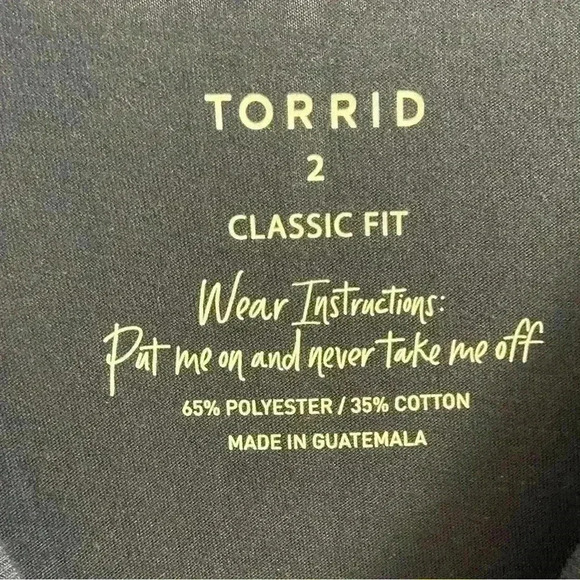 TORRID
2
CLASSIC FIT
Wear Instructions:
Put me on and never take me off
65% POLYESTER / 35% COTTON
MADE IN GUATEMALA